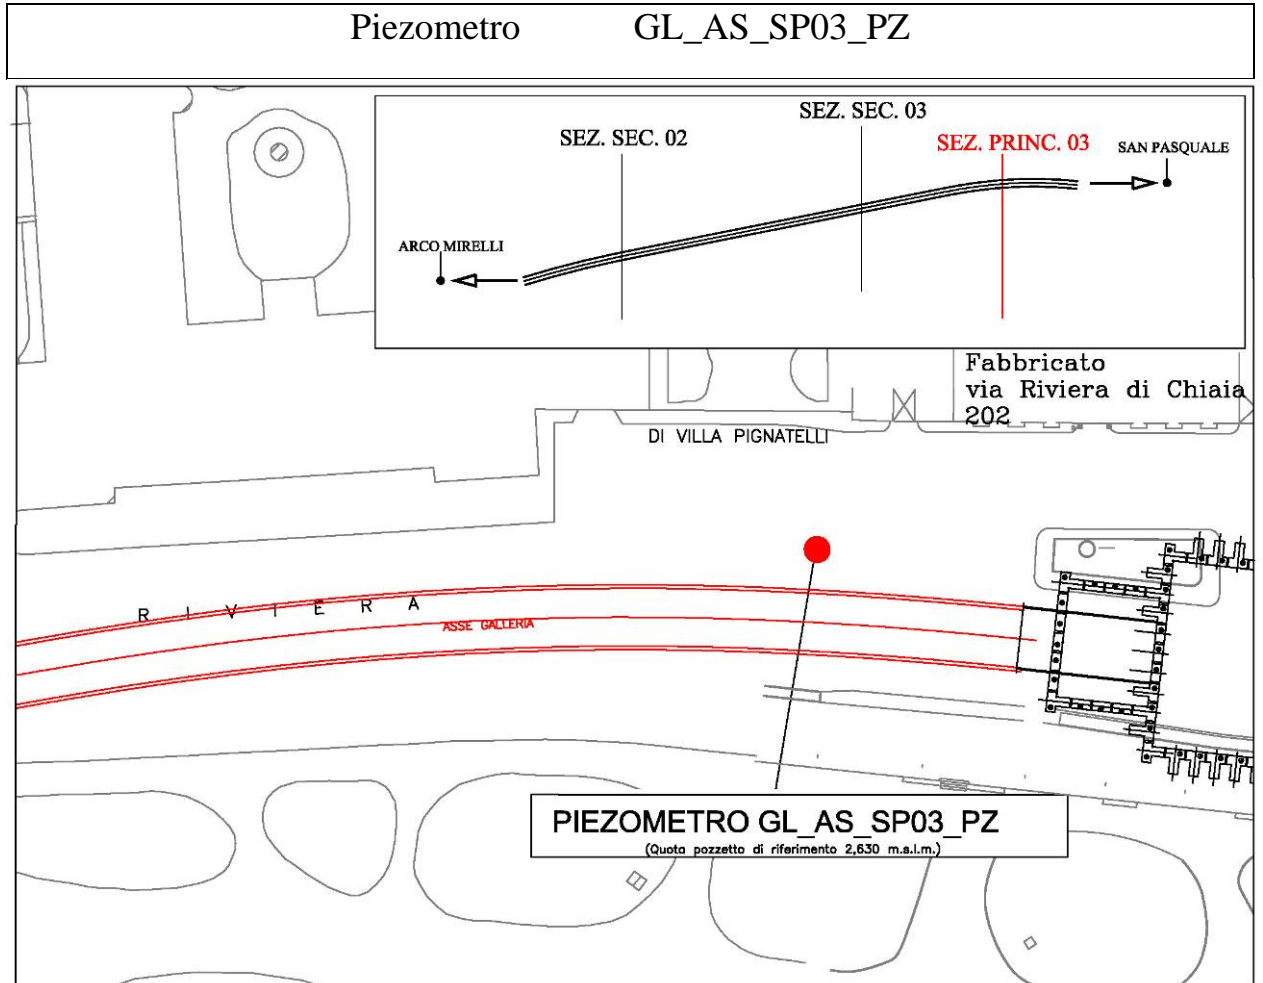 Piezometro GL_AS_SP03_PZ
SEZ. SEC. 03
SEZ. SEC. 02
SEZ. PRINC. 03
SAN PASQUALE
ARCO MIRELLI
Fabbricato
via Riviera di Chiaia
202
DI VILLA PIGNATELLI
R I V I E R A
ASSE GALLERIA
PIEZOMETRO GL_AS_SP03_PZ
(Quota pozzetto di riferimento 2,630 m.s.l.m.)